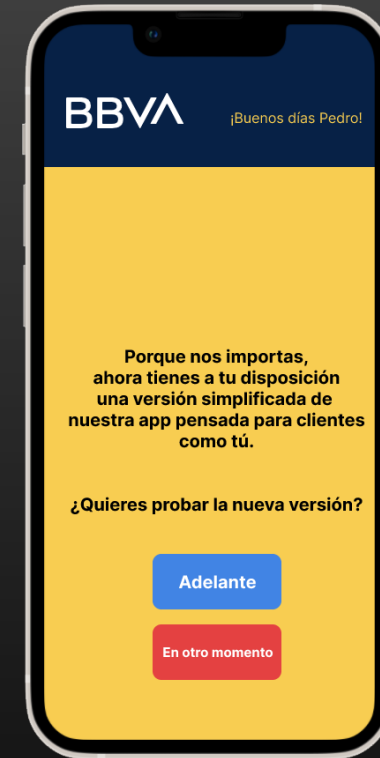 BBVA
¡Buenos días Pedro!
Porque nos importas,
ahora tienes a tu disposición
una versión simplificada de
nuestra app pensada para clientes
como tú.
¿Quieres probar la nueva versión?
Adelante
En otro momento